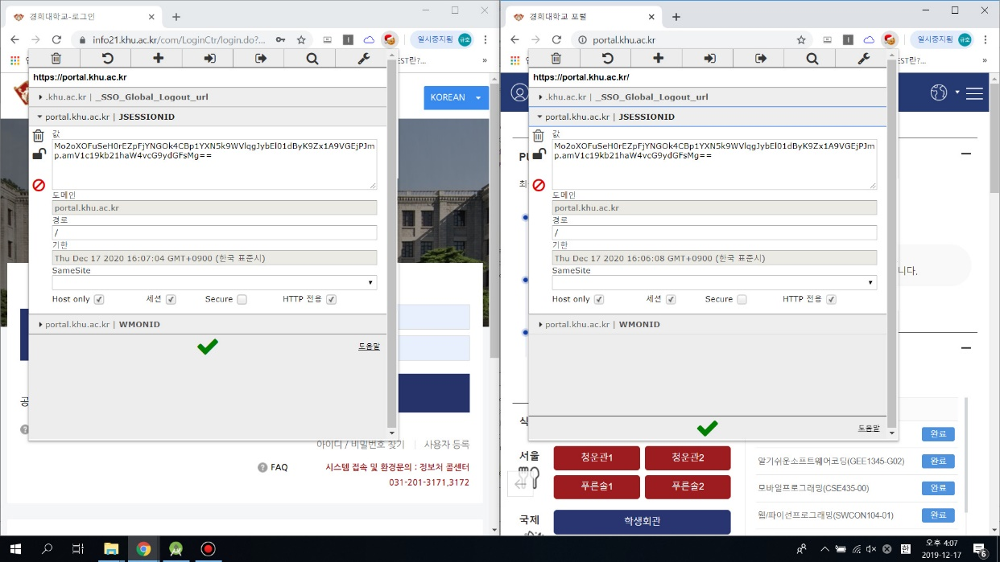 경희대학교-로그인
info21.khu.ac.kr/com/LoginCtr/login.do?...
일시중지됨
규호
EST란?...
»
https://portal.khu.ac.kr
.khu.ac.kr | _SSO_Global_Logout_url
portal.khu.ac.kr | JSESSIONID
값
Mo2oXOFuSeH0rEZpFjYNGOk4CBp1YXN5k9WVlqgJybEl01dByK9Zx1A9VGEjPJm
p.amV1c19kb21haW4vcG9ydGFsMg==
도메인
portal.khu.ac.kr
경로
/
기한
Thu Dec 17 2020 16:07:04 GMT+0900 (한국 표준시)
SameSite
Host only
세션
Secure
HTTP 전용
portal.khu.ac.kr | WMONID
도움말
KOREAN
공
아이디 / 비밀번호 찾기 | 사용자 등록
FAQ
시스템 접속 및 환경문의 : 정보처 콜센터
031-201-3171,3172
경희대학교 포털
portal.khu.ac.kr
일시중지됨
규호
EST란?...
»
https://portal.khu.ac.kr/
.khu.ac.kr | _SSO_Global_Logout_url
portal.khu.ac.kr | JSESSIONID
값
Mo2oXOFuSeH0rEZpFjYNGOk4CBp1YXN5k9WVlqgJybEl01dByK9Zx1A9VGEjPJm
p.amV1c19kb21haW4vcG9ydGFsMg==
도메인
portal.khu.ac.kr
경로
/
기한
Thu Dec 17 2020 16:06:08 GMT+0900 (한국 표준시)
SameSite
Host only
세션
Secure
HTTP 전용
portal.khu.ac.kr | WMONID
도움말
니다.
서울
청운관1
청운관2
푸른솔1
푸른솔2
국제
학생회관
완료
알기쉬운소프트웨어코딩(GEE1345-G02)
완료
모바일프로그래밍(CSE435-00)
완료
웹/파이선프로그래밍(SWCON104-01)
완료
한
오후 4:07
2019-12-17
6